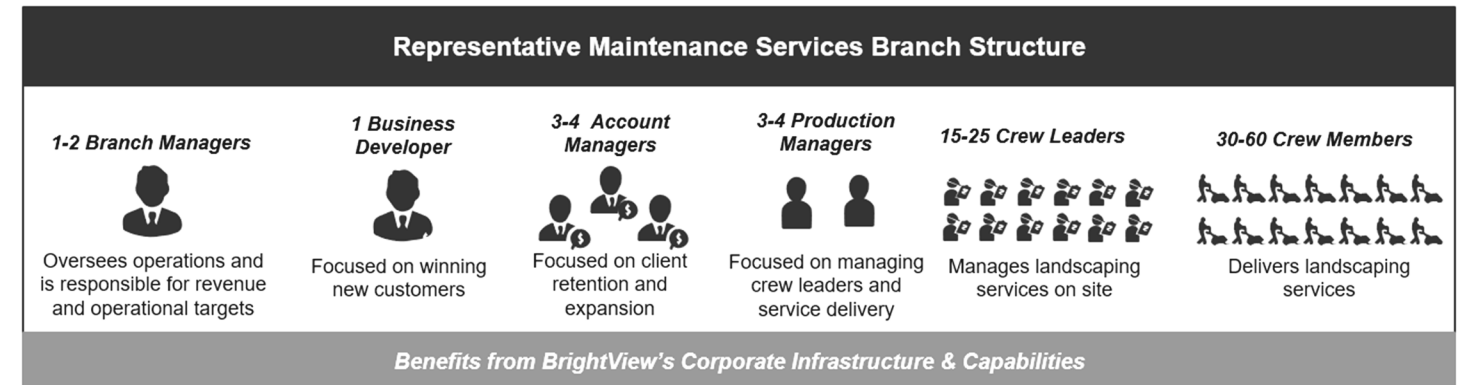 Representative Maintenance Services Branch Structure
1-2 Branch Managers
Oversees operations and
is responsible for revenue
and operational targets
1 Business
Developer
Focused on winning
new customers
3-4 Account
Managers
$
$
$
Focused on client
retention and
expansion
3-4 Production
Managers
Focused on managing
crew leaders and
service delivery
15-25 Crew Leaders
Manages landscaping
services on site
30-60 Crew Members
Delivers landscaping
services
Benefits from BrightView's Corporate Infrastructure & Capabilities